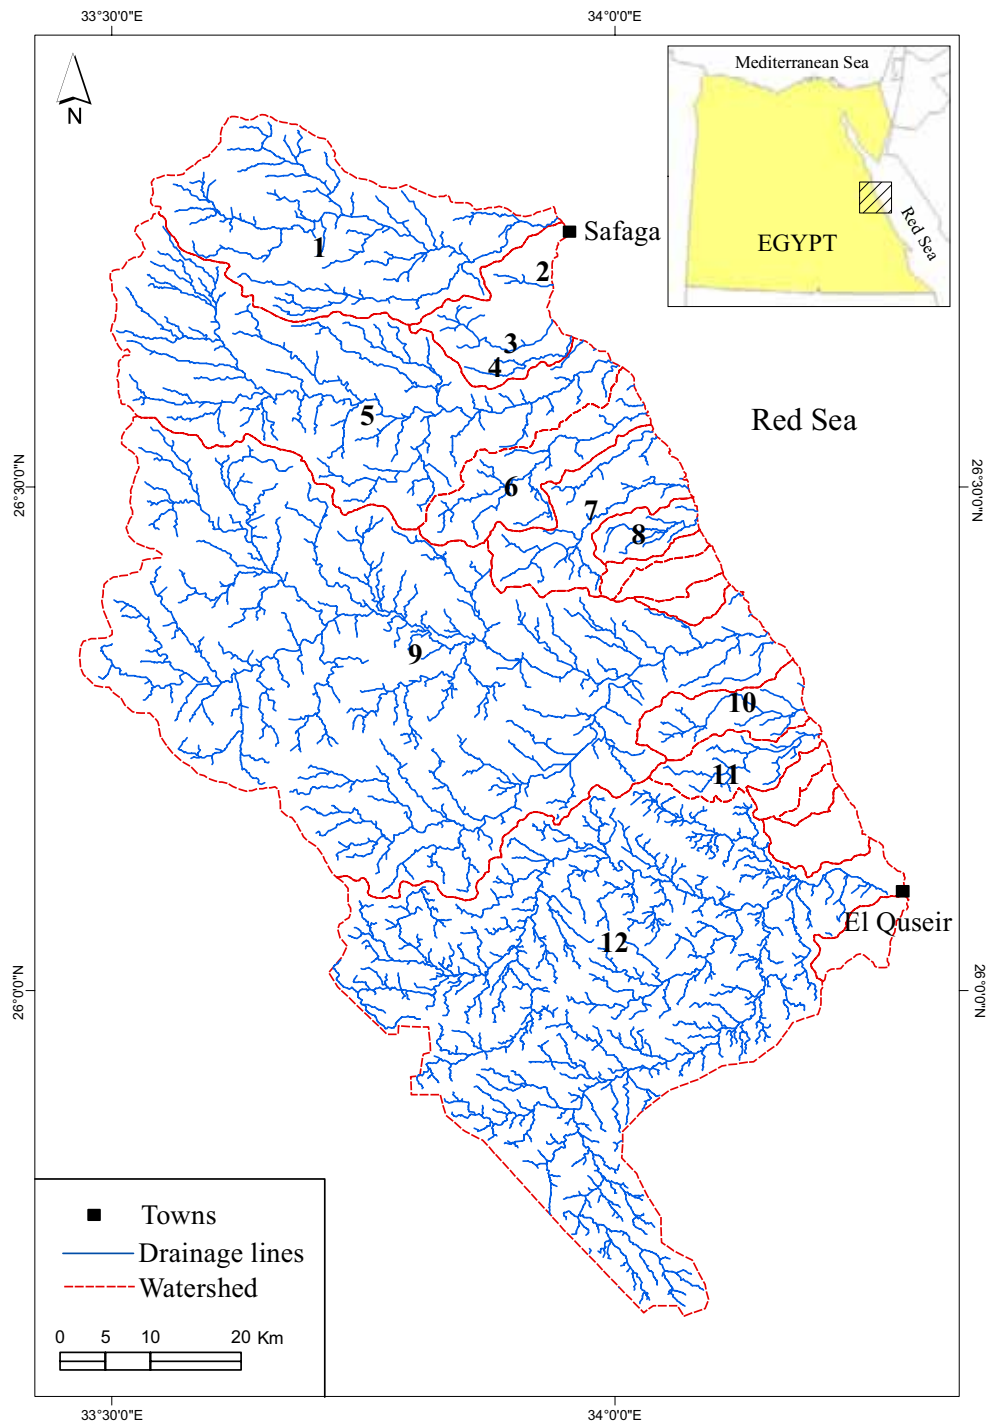 33°30'0"E
34°0'0"E
N
Mediterranean Sea
EGYPT
Red Sea
Safaga
1
2
3
4
5
Red Sea
26°30'0"N
26°30'0"N
6
7
8
9
10
11
El Quseir
12
26°0'0"N
26°0'0"N
Towns
Drainage lines
Watershed
0 5 10 20 Km
33°30'0"E
34°0'0"E